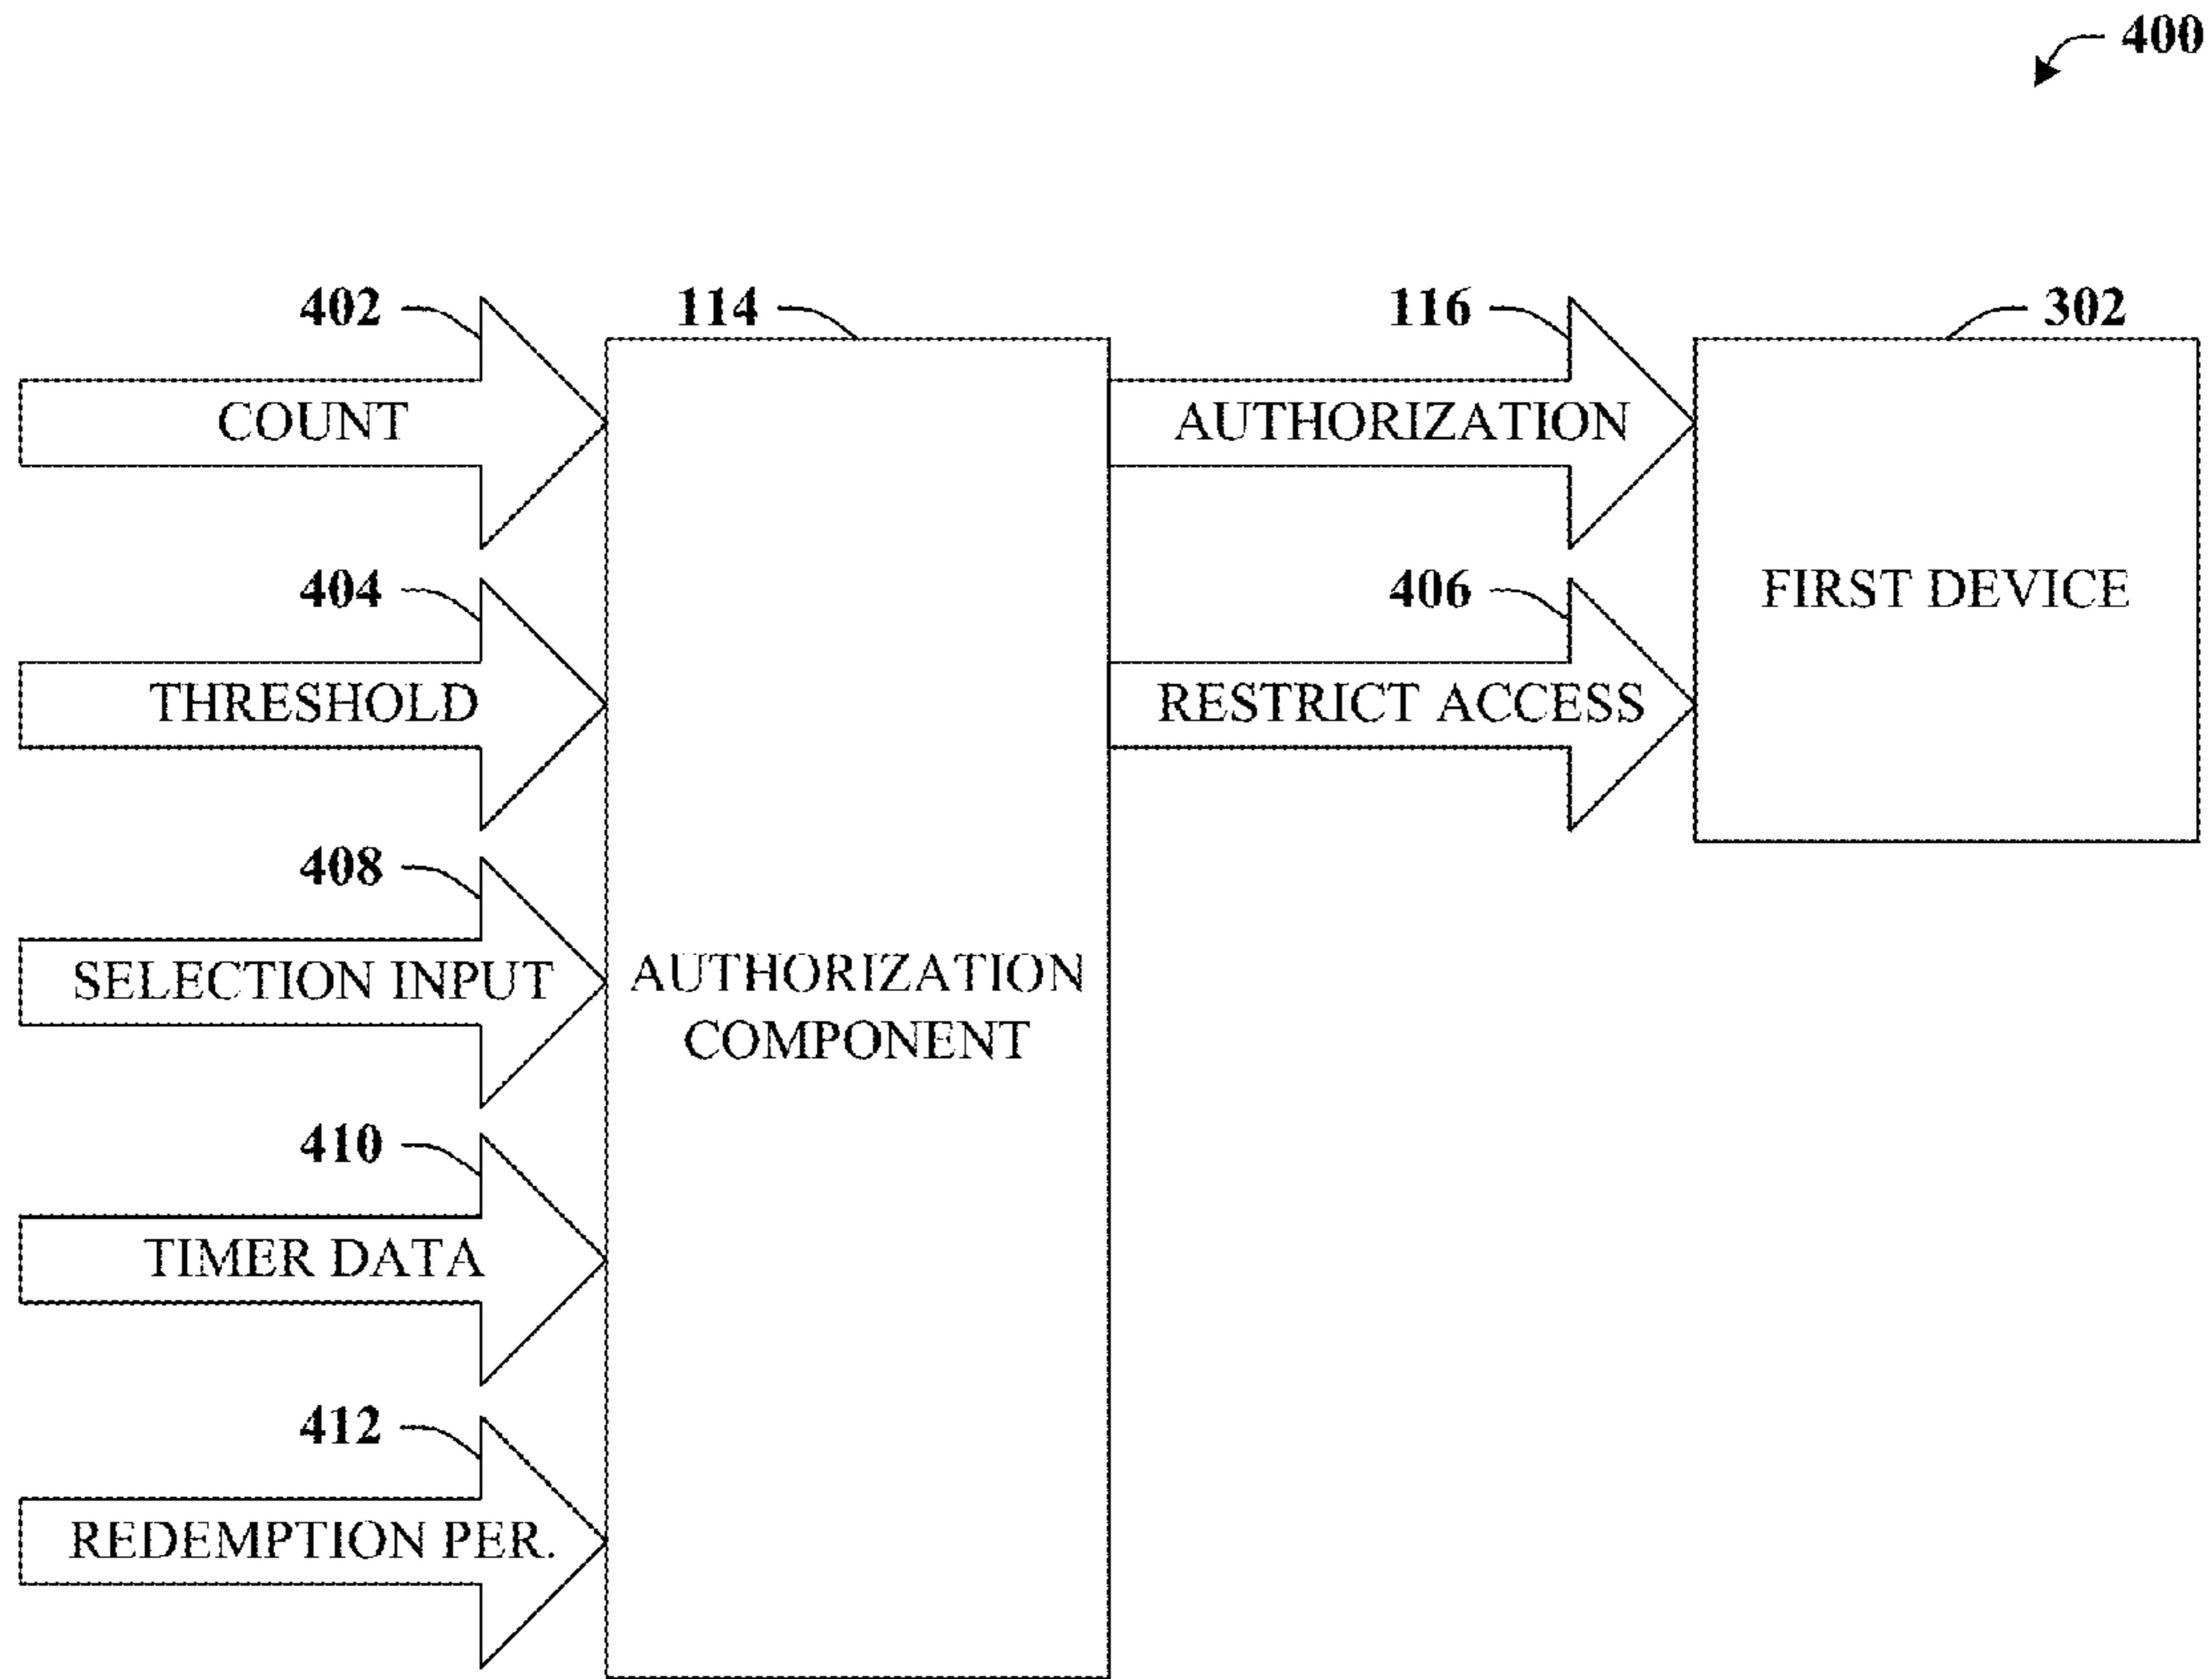 400
402
114
116
302
COUNT
AUTHORIZATION
404
406
FIRST DEVICE
THRESHOLD
RESTRICT ACCESS
408
SELECTION INPUT
AUTHORIZATION
COMPONENT
410
TIMER DATA
412
REDEMPTION PER.